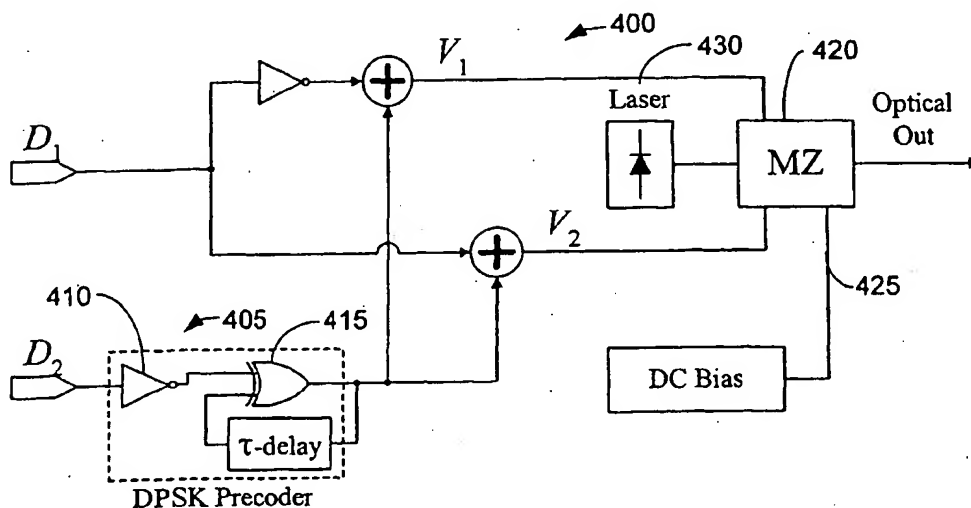 400
430
420
V1
Laser
Optical
Out
D1
MZ
V2
425
410
405
415
D2
DC Bias
τ-delay
DPSK Precoder